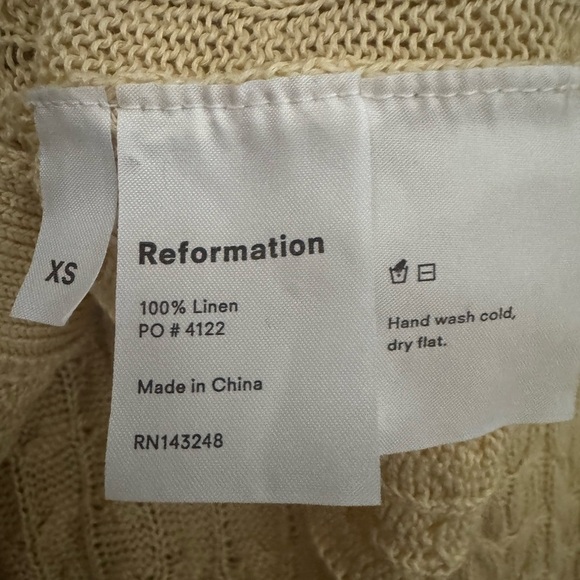 XS
Reformation
100% Linen
PO # 4122
Made in China
RN143248
Hand wash cold,
dry flat.